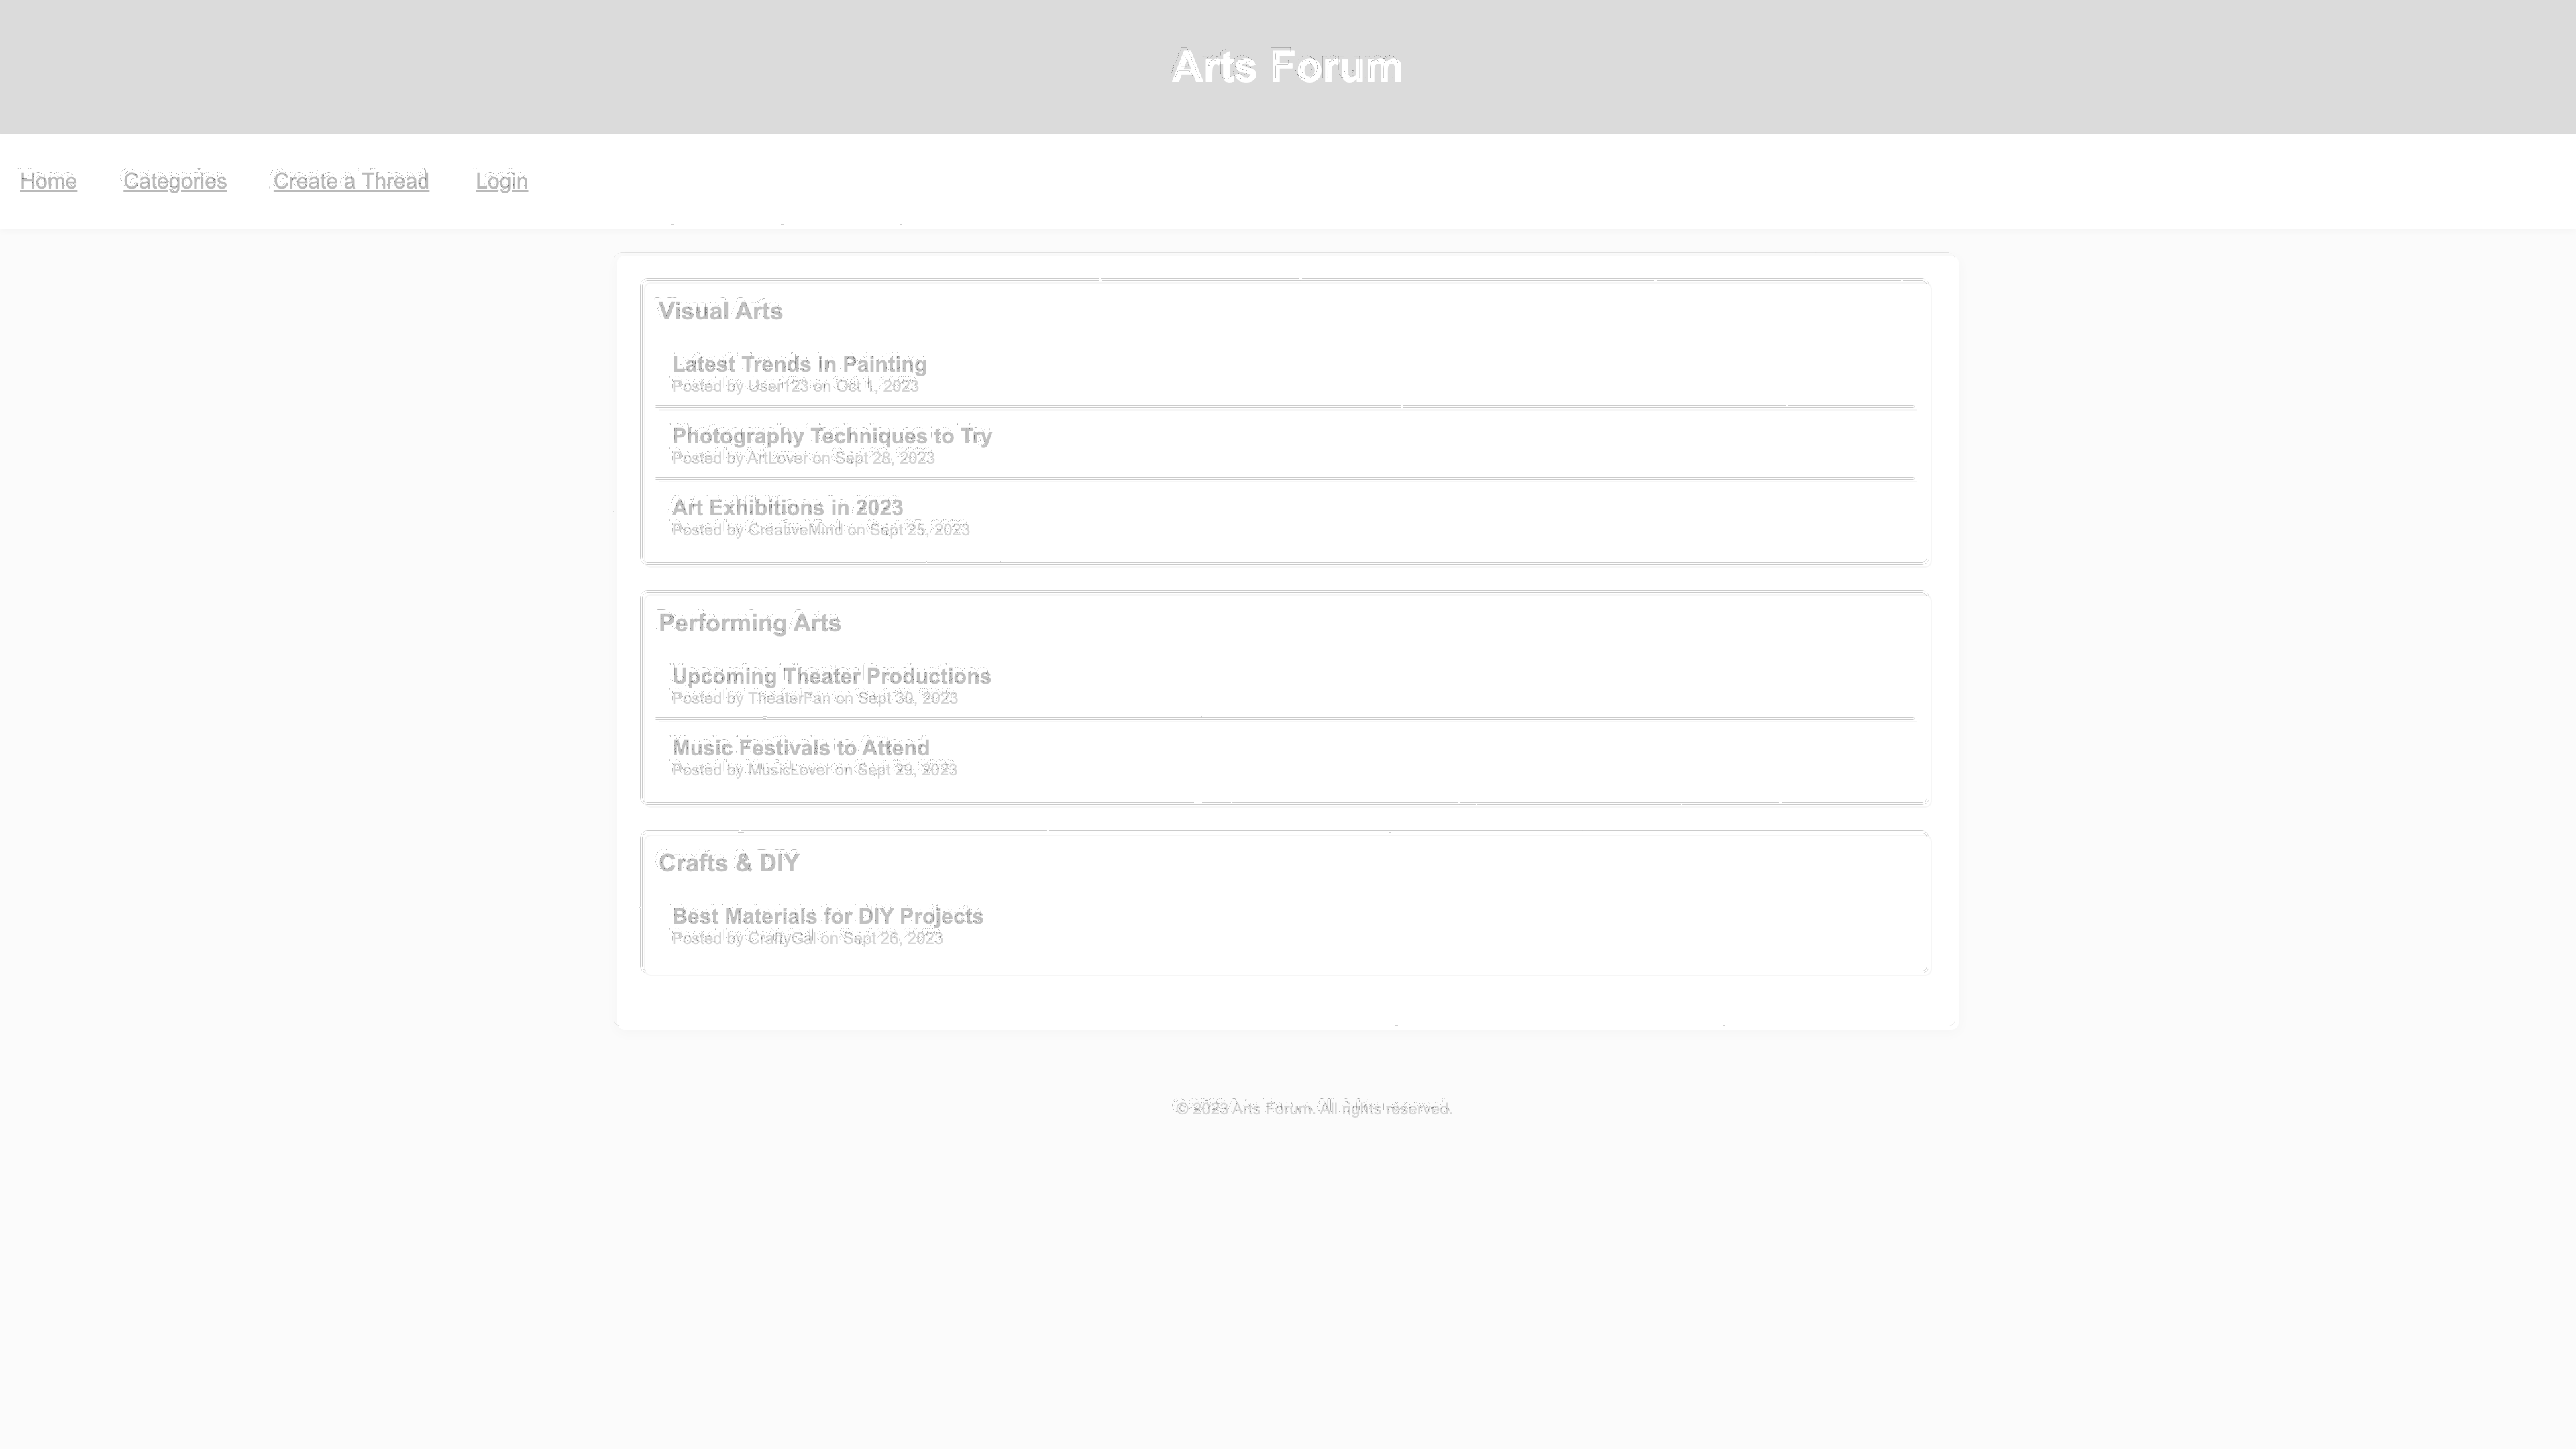 Arts Forum
Home Categories Create a Thread Login
Visual Arts
Latest Trends in Painting
Posted by User123 on Oct 1, 2023
Photography Techniques to Try
Posted by ArtLover on Sept 28, 2023
Art Exhibitions in 2023
Posted by CreativeMind on Sept 25, 2023
Performing Arts
Upcoming Theater Productions
Posted by TheaterFan on Sept 30, 2023
Music Festivals to Attend
Posted by MusicLover on Sept 29, 2023
Crafts & DIY
Best Materials for DIY Projects
Posted by CraftyGal on Sept 26, 2023
© 2023 Arts Forum. All rights reserved.